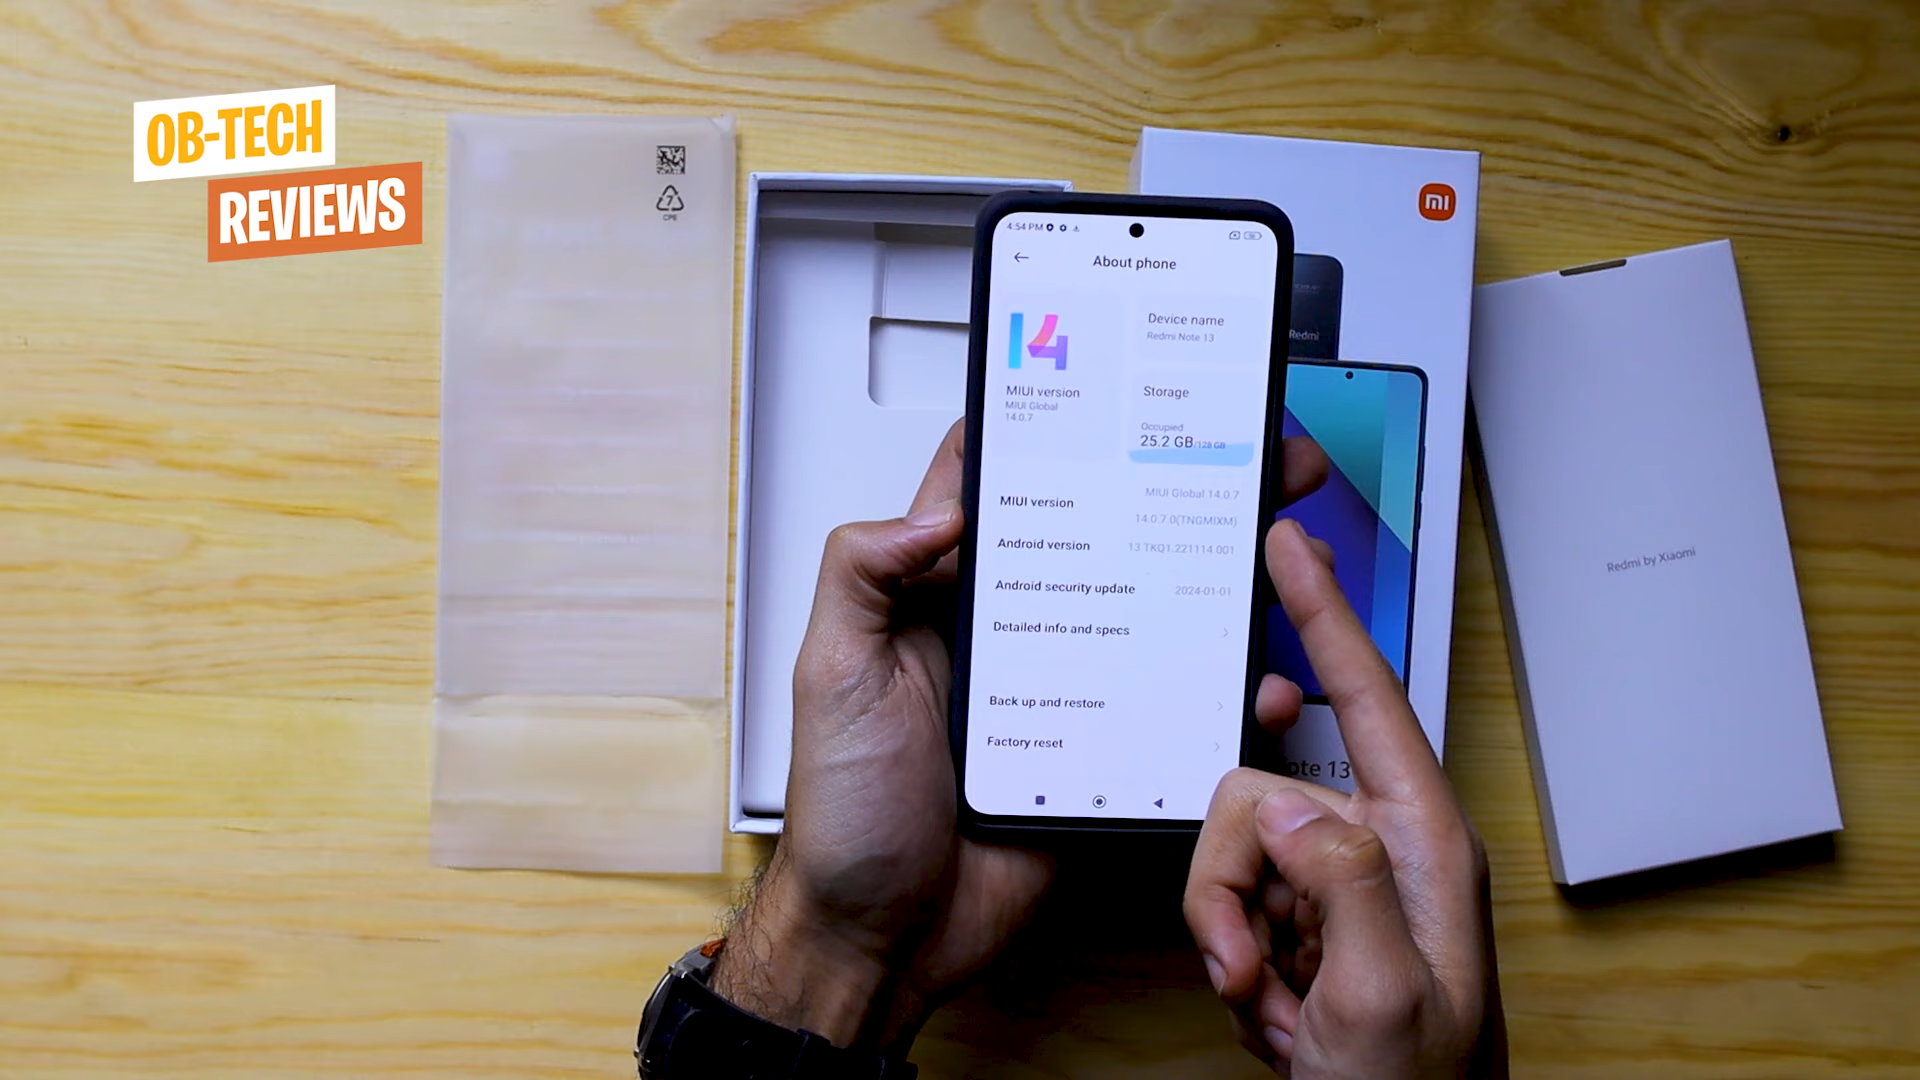 OB-TECH
REVIEWS
7
CPE
mi
4:54 PM
About phone
14
MIUI version
MIUI Global
14.0.7
Device name
Redmi Note 13
Storage
Occupied
25.2 GB/128 GB
MIUI version
MIUI Global 14.0.7
14.0.7.0(TNGMIXM)
Android version
13 TKQ1.221114.001
Android security update
2024-01-01
Detailed info and specs
Back up and restore
Factory reset
Redmi
ote 13
Redmi by Xiaomi